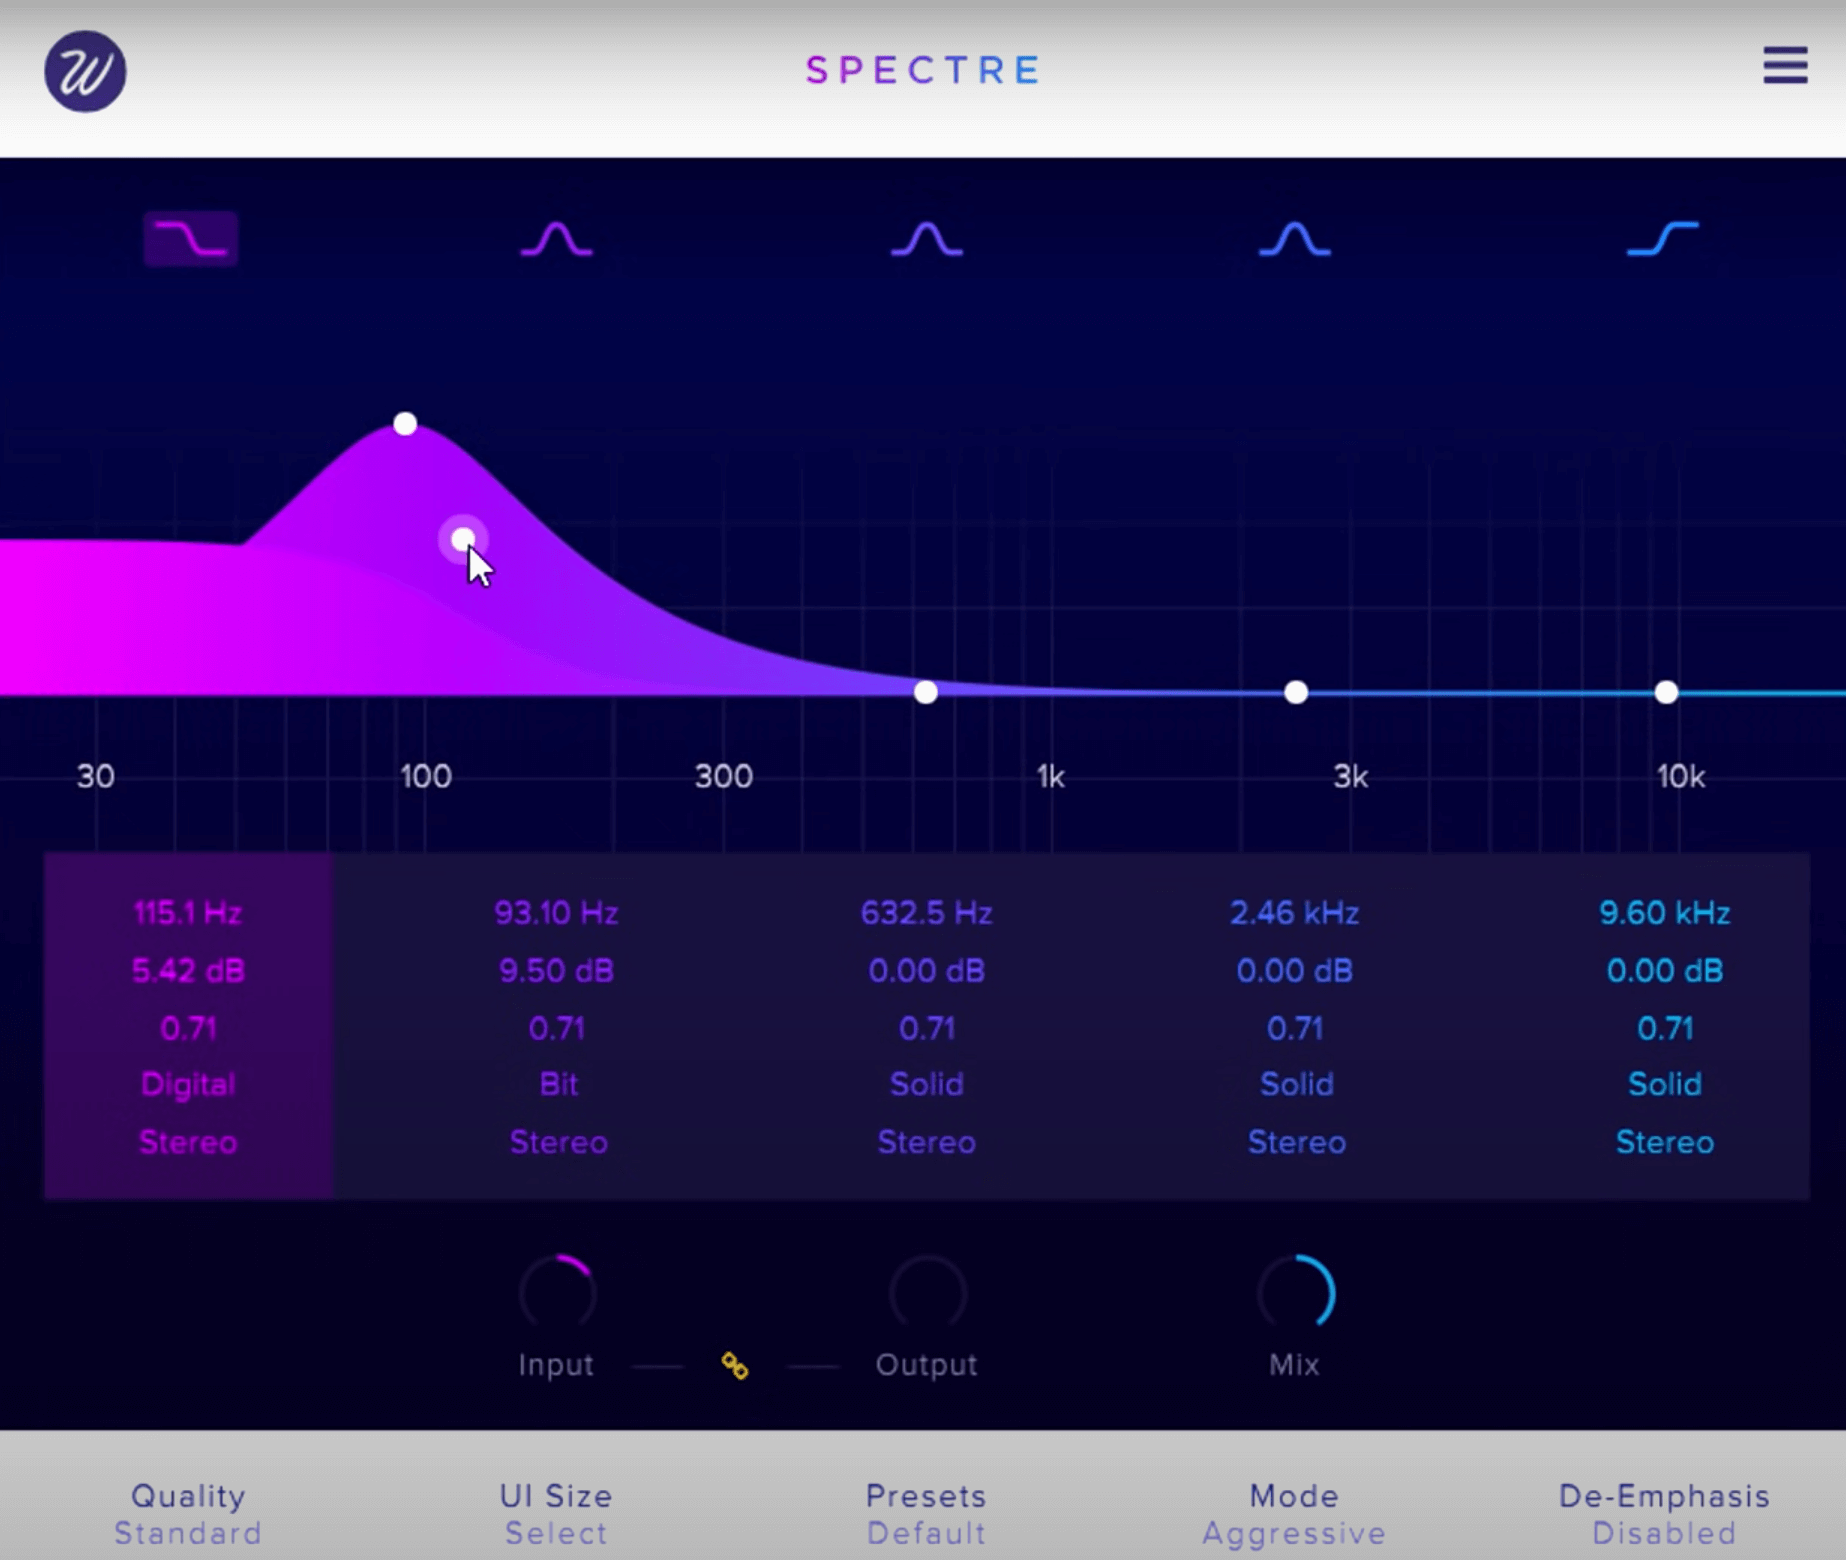 W
SPECTRE
30 100 300 1k 3k 10k
115.1 Hz 93.10 Hz 632.5 Hz 2.46 kHz 9.60 kHz
5.42 dB 9.50 dB 0.00 dB 0.00 dB 0.00 dB
0.71 0.71 0.71 0.71 0.71
Digital Bit Solid Solid Solid
Stereo Stereo Stereo Stereo Stereo
Input Output Mix
Quality UI Size Presets Mode De-Emphasis
Standard Select Default Aggressive Disabled